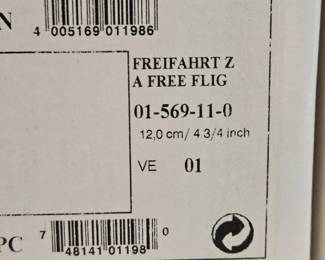 N
4 005169 011986
FREIFAHRT Z
A FREE FLIG
01-569-11-0
12,0 cm/ 4 3/4 inch
VE 01
PC
7 48141 01198 0